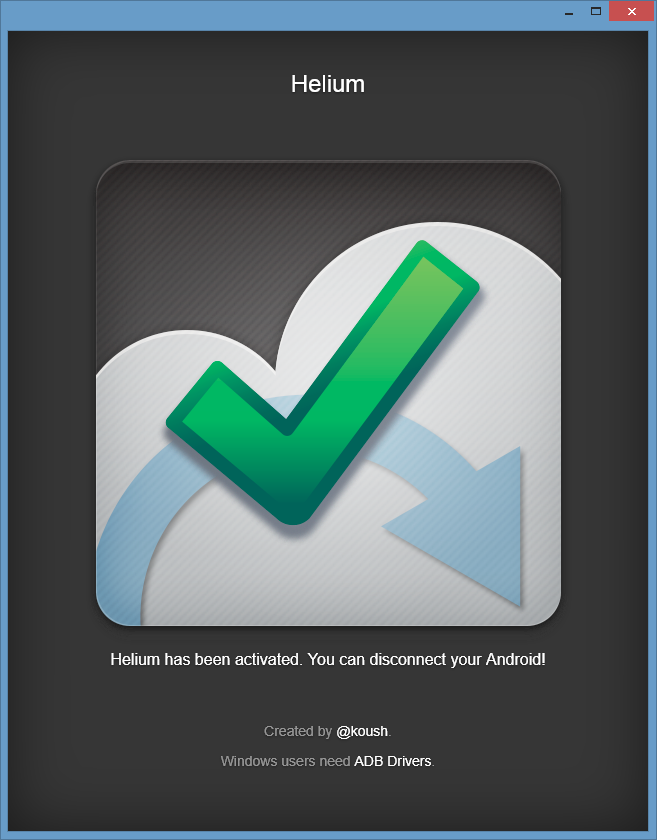 Helium
Helium has been activated. You can disconnect your Android!
Created by @koush.
Windows users need ADB Drivers.